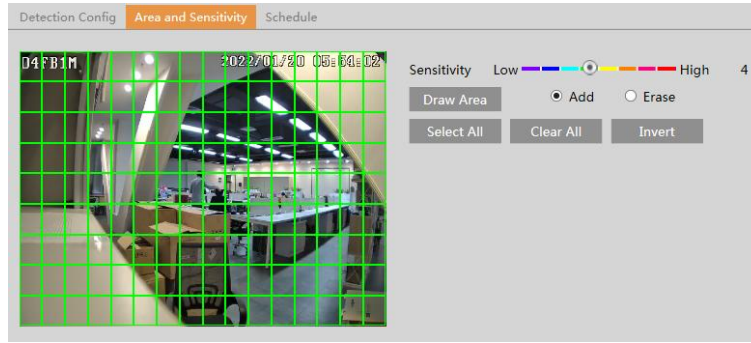 Detection Config Area and Sensitivity Schedule
D4FB1M 2022/01/20 05:54:02
Sensitivity Low High 4
Draw Area Add Erase
Select All Clear All Invert